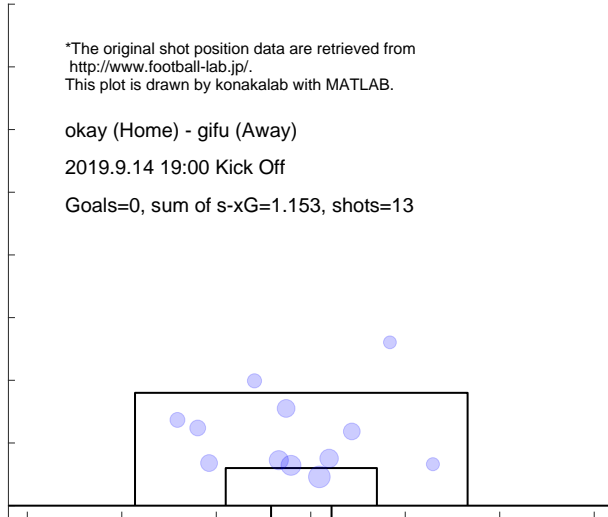 *The original shot position data are retrieved from
http://www.football-lab.jp/.
This plot is drawn by konakalab with MATLAB.
okay (Home) - gifu (Away)
2019.9.14 19:00 Kick Off
Goals=0, sum of s-xG=1.153, shots=13